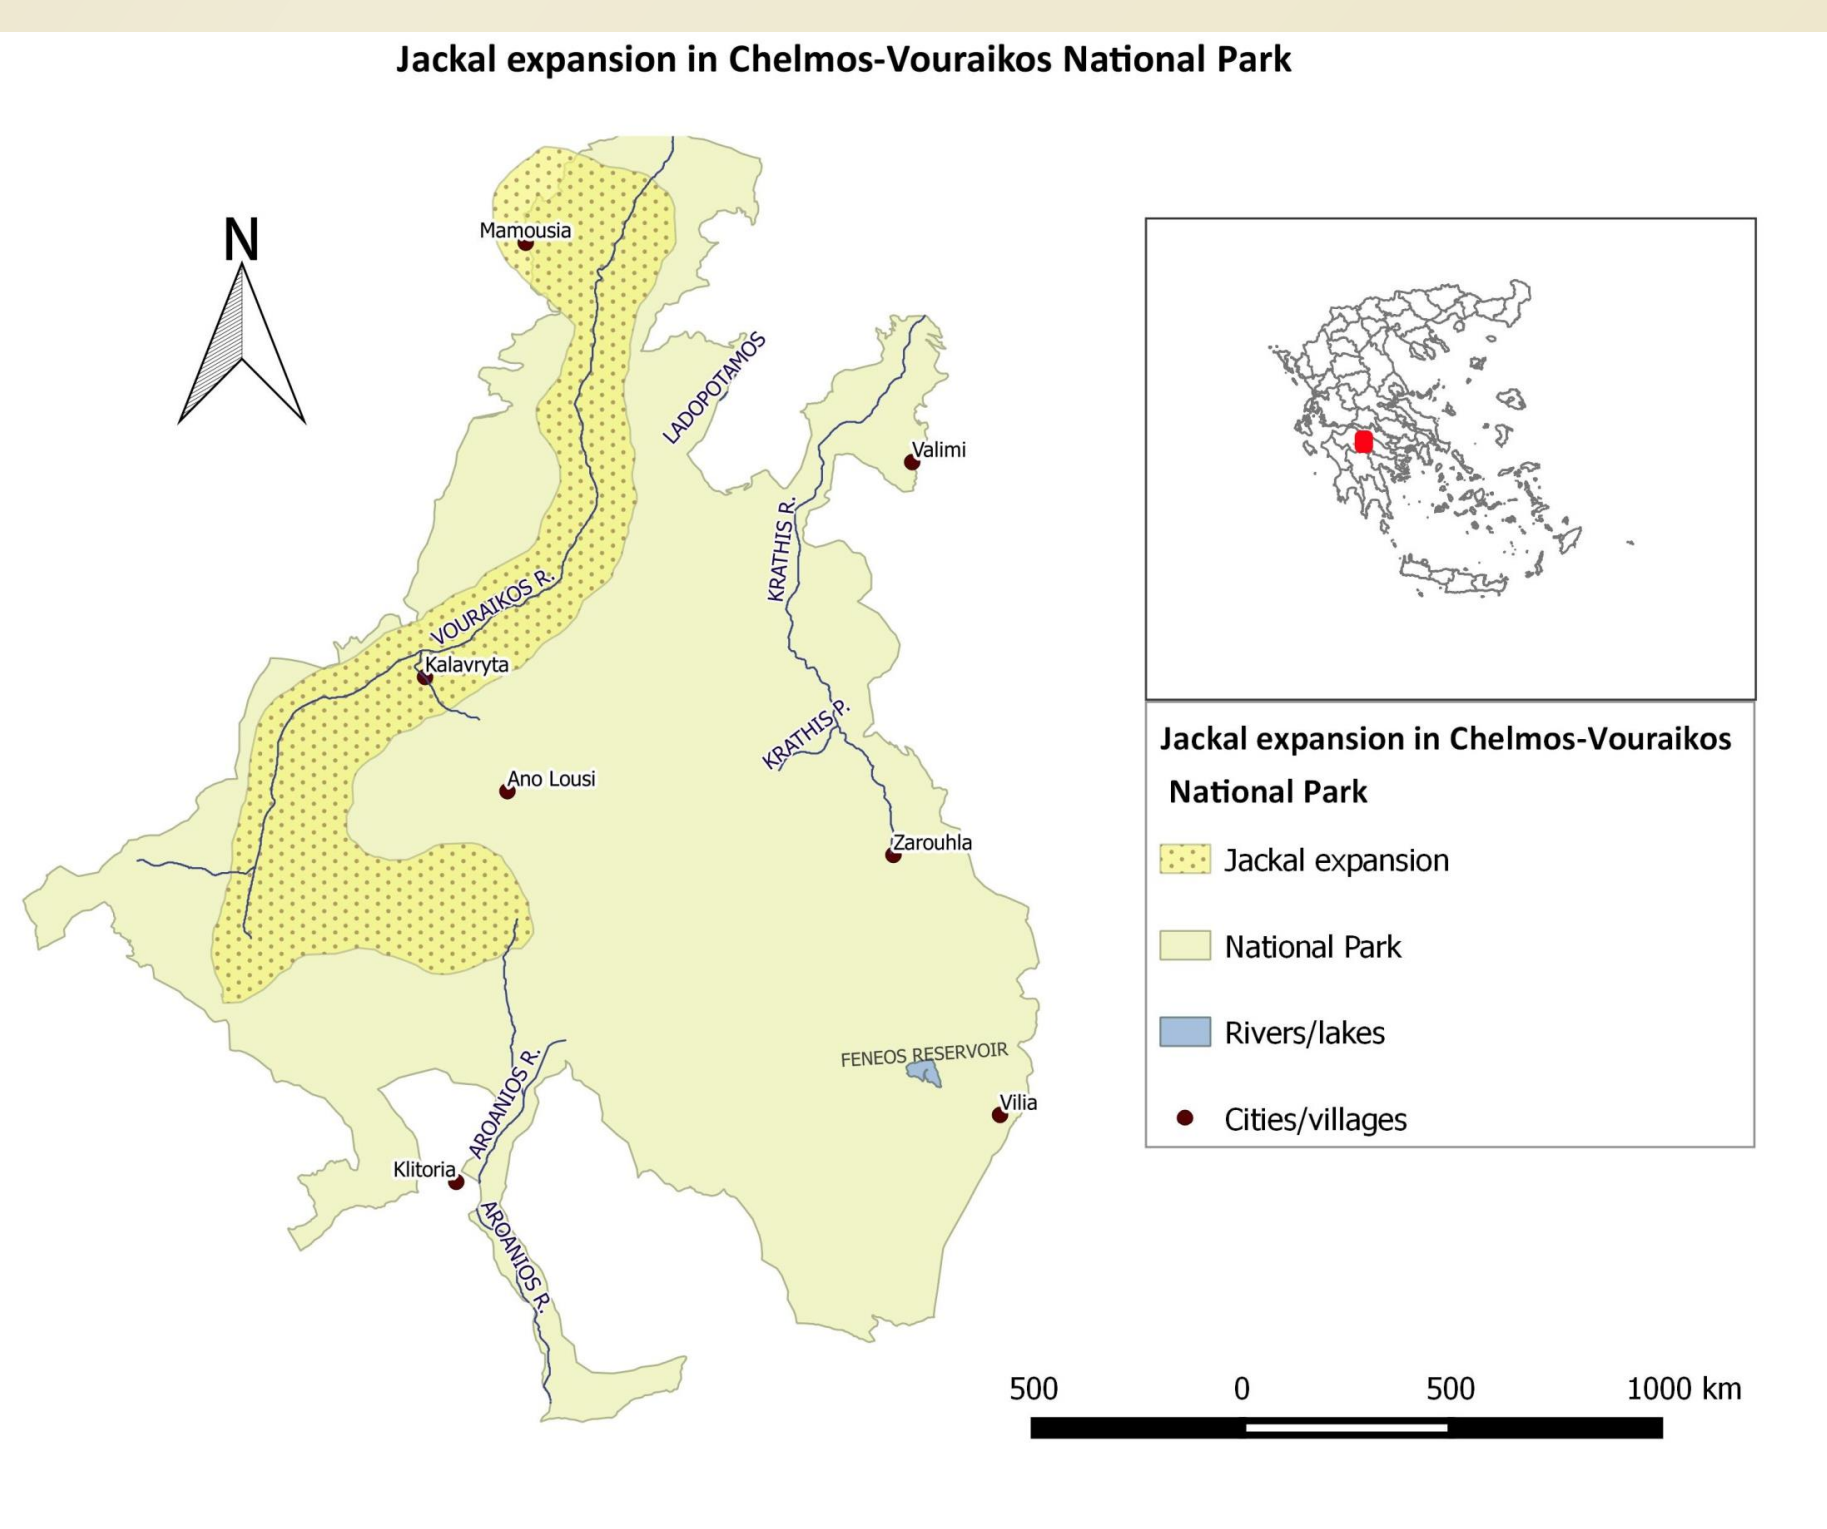 Jackal expansion in Chelmos-Vouraikos National Park
N
Mamousia
LADOPOTAMOS
Valimi
KRATHIS R.
VOURAIKOS R.
Kalavryta
KRATHIS P.
Ano Lousi
Zarouhla
FENEOS RESERVOIR
Vilia
AROANIOS R.
Klitoria
AROANIOS R.
Jackal expansion in Chelmos-Vouraikos
National Park
Jackal expansion
National Park
Rivers/lakes
Cities/villages
500 0 500 1000 km